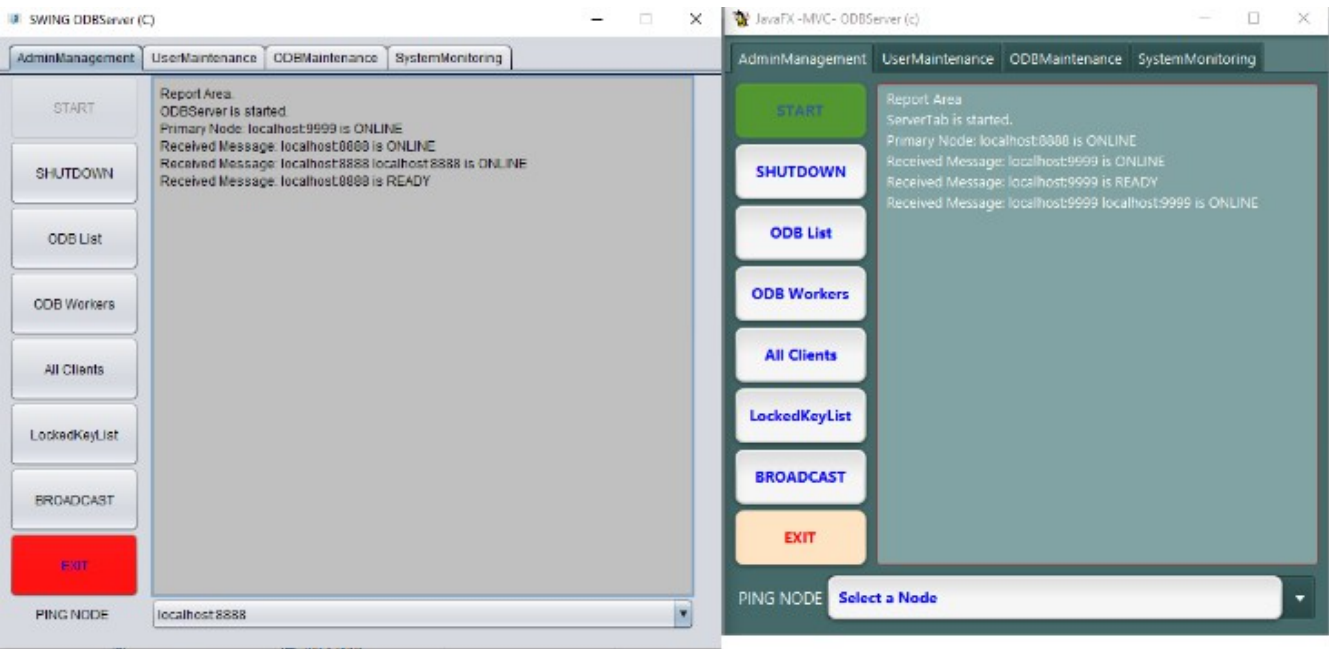 SWING ODBServer (C)
AdminManagement UserMaintenance ODBMaintenance SystemMonitoring
START
SHUTDOWN
ODB List
ODB Workers
All Clients
LockedKeyList
BROADCAST
EXIT
Report Area.
ODBServer is started.
Primary Node: localhost:9999 is ONLINE
Received Message: localhost:8888 is ONLINE
Received Message: localhost:8888 localhost:8888 is ONLINE
Received Message: localhost:8888 is READY
PING NODE localhost:8888
JavaFX -MVC- ODBServer (c)
AdminManagement UserMaintenance ODBMaintenance SystemMonitoring
START
SHUTDOWN
ODB List
ODB Workers
All Clients
LockedKeyList
BROADCAST
EXIT
Report Area
ServerTab is started.
Primary Node: localhost:8888 is ONLINE
Received Message: localhost:9999 is ONLINE
Received Message: localhost:9999 is READY
Received Message: localhost:9999 localhost:9999 is ONLINE
PING NODE Select a Node